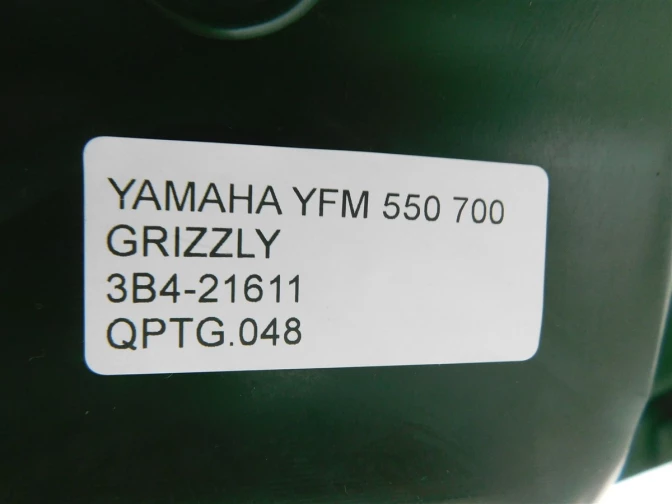 YAMAHA YFM 550 700
GRIZZLY
3B4-21611
QPTG.048